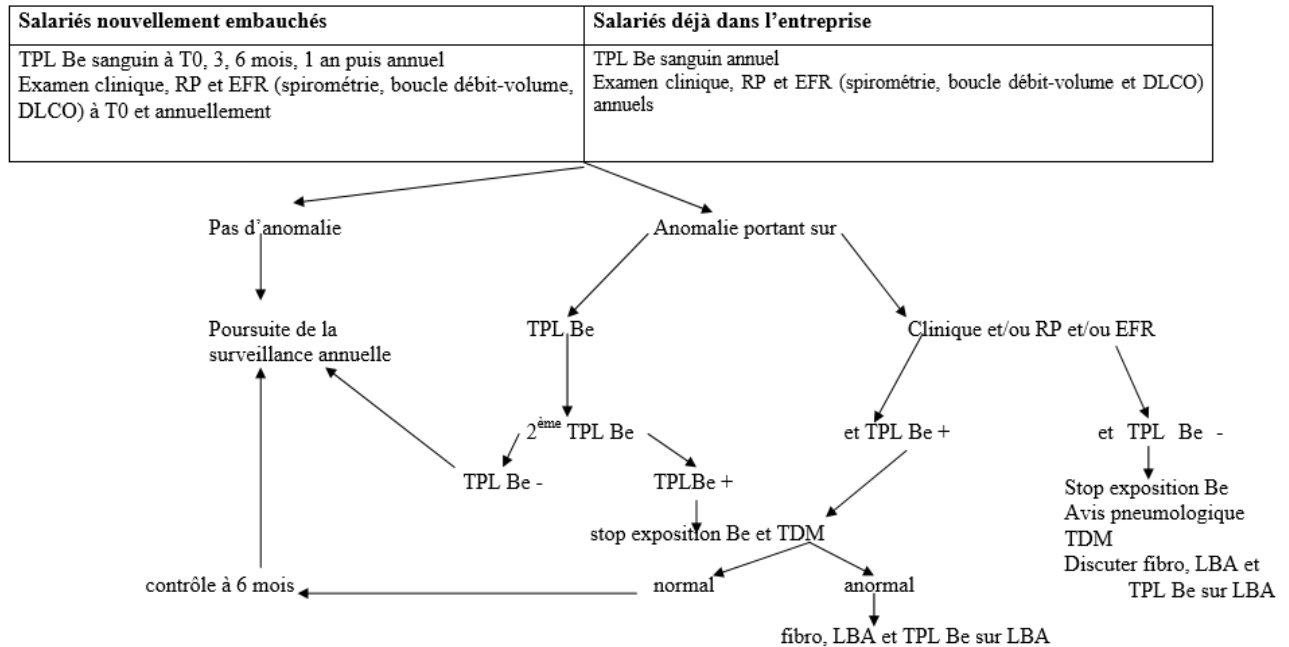 Salariés nouvellement embauchés
Salariés déjà dans l'entreprise
TPL Be sanguin à T0, 3, 6 mois, 1 an puis annuel
Examen clinique, RP et EFR (spirométrie, boucle débit-volume,
DLCO) à T0 et annuellement
TPL Be sanguin annuel
Examen clinique, RP et EFR (spirométrie, boucle débit-volume et DLCO)
annuels
Pas d'anomalie
Anomalie portant sur
Poursuite de la
surveillance annuelle
TPL Be
Clinique et/ou RP et/ou EFR
2ème TPL Be
et TPL Be +
et TPL Be -
TPL Be -
TPLBe +
Stop exposition Be
Avis pneumologique
TDM
Discuter fibro, LBA et
TPL Be sur LBA
stop exposition Be et TDM
contrôle à 6 mois
normal
anormal
fibro, LBA et TPL Be sur LBA